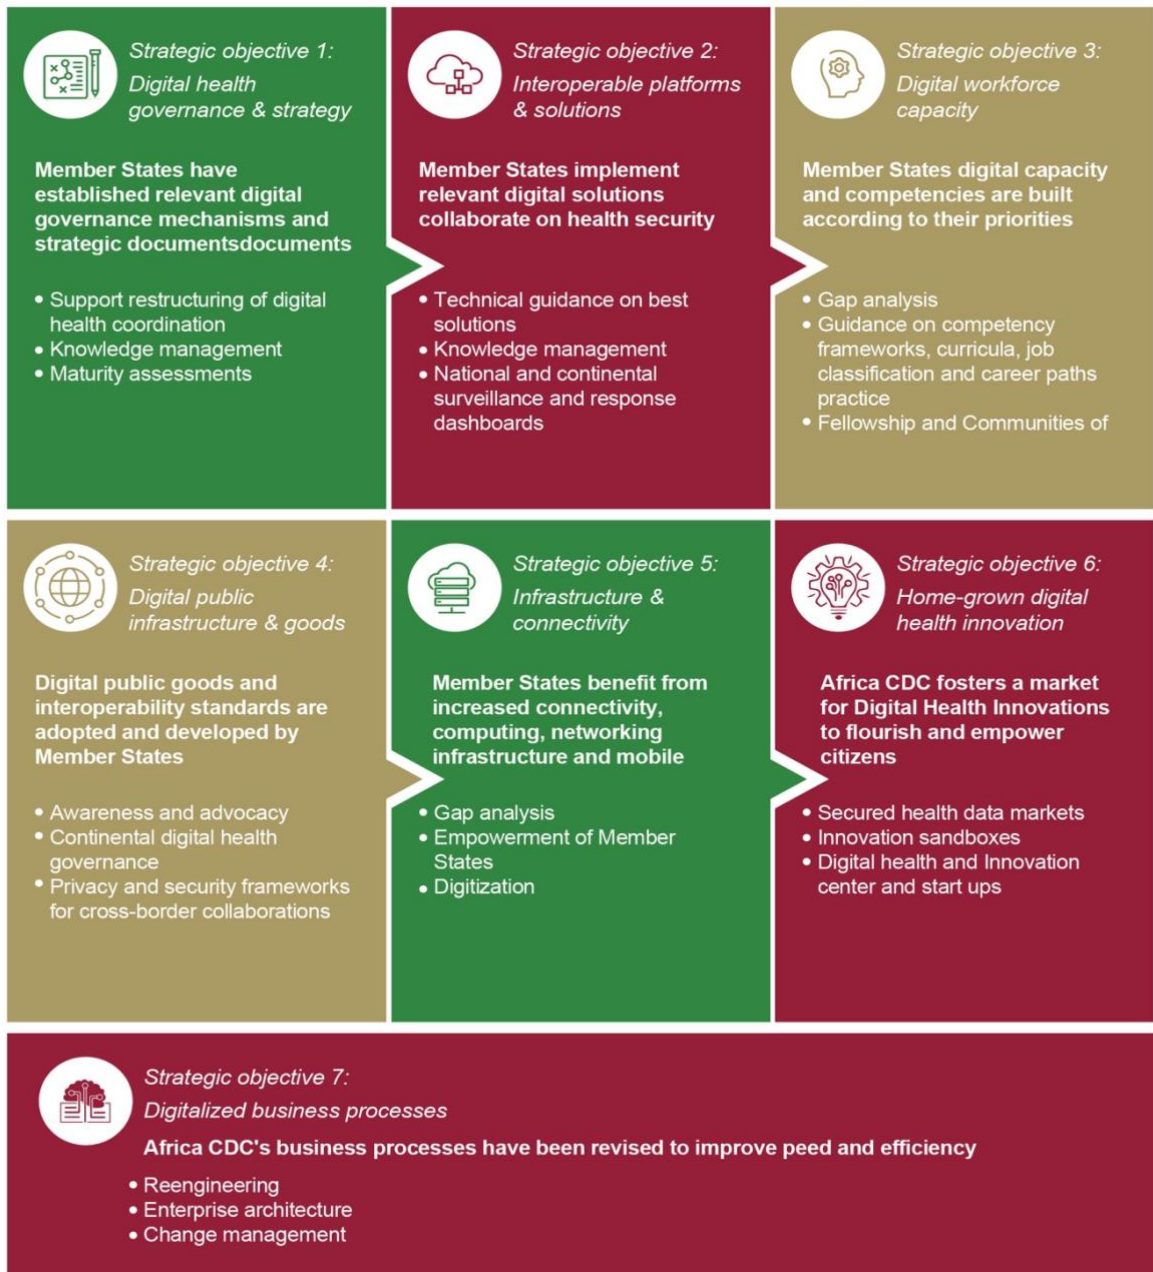 Strategic objective 1:
Digital health
governance & strategy
Member States have
established relevant digital
governance mechanisms and
strategic documentsdocuments
• Support restructuring of digital
health coordination
• Knowledge management
• Maturity assessments
Strategic objective 2:
Interoperable platforms
& solutions
Member States implement
relevant digital solutions
collaborate on health security
• Technical guidance on best
solutions
• Knowledge management
• National and continental
surveillance and response
dashboards
Strategic objective 3:
Digital workforce
capacity
Member States digital capacity
and competencies are built
according to their priorities
• Gap analysis
• Guidance on competency
frameworks, curricula, job
classification and career paths
practice
• Fellowship and Communities of
Strategic objective 4:
Digital public
infrastructure & goods
Digital public goods and
interoperability standards are
adopted and developed by
Member States
• Awareness and advocacy
• Continental digital health
governance
• Privacy and security frameworks
for cross-border collaborations
Strategic objective 5:
Infrastructure &
connectivity
Member States benefit from
increased connectivity,
computing, networking
infrastructure and mobile
• Gap analysis
• Empowerment of Member
States
• Digitization
Strategic objective 6:
Home-grown digital
health innovation
Africa CDC fosters a market
for Digital Health Innovations
to flourish and empower
citizens
• Secured health data markets
• Innovation sandboxes
• Digital health and Innovation
center and start ups
Strategic objective 7:
Digitalized business processes
Africa CDC's business processes have been revised to improve peed and efficiency
• Reengineering
• Enterprise architecture
• Change management